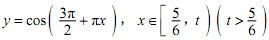 y = cos( 3π/2 + πx ) , x∈[ 5/6 , t ) ( t > 5/6 )